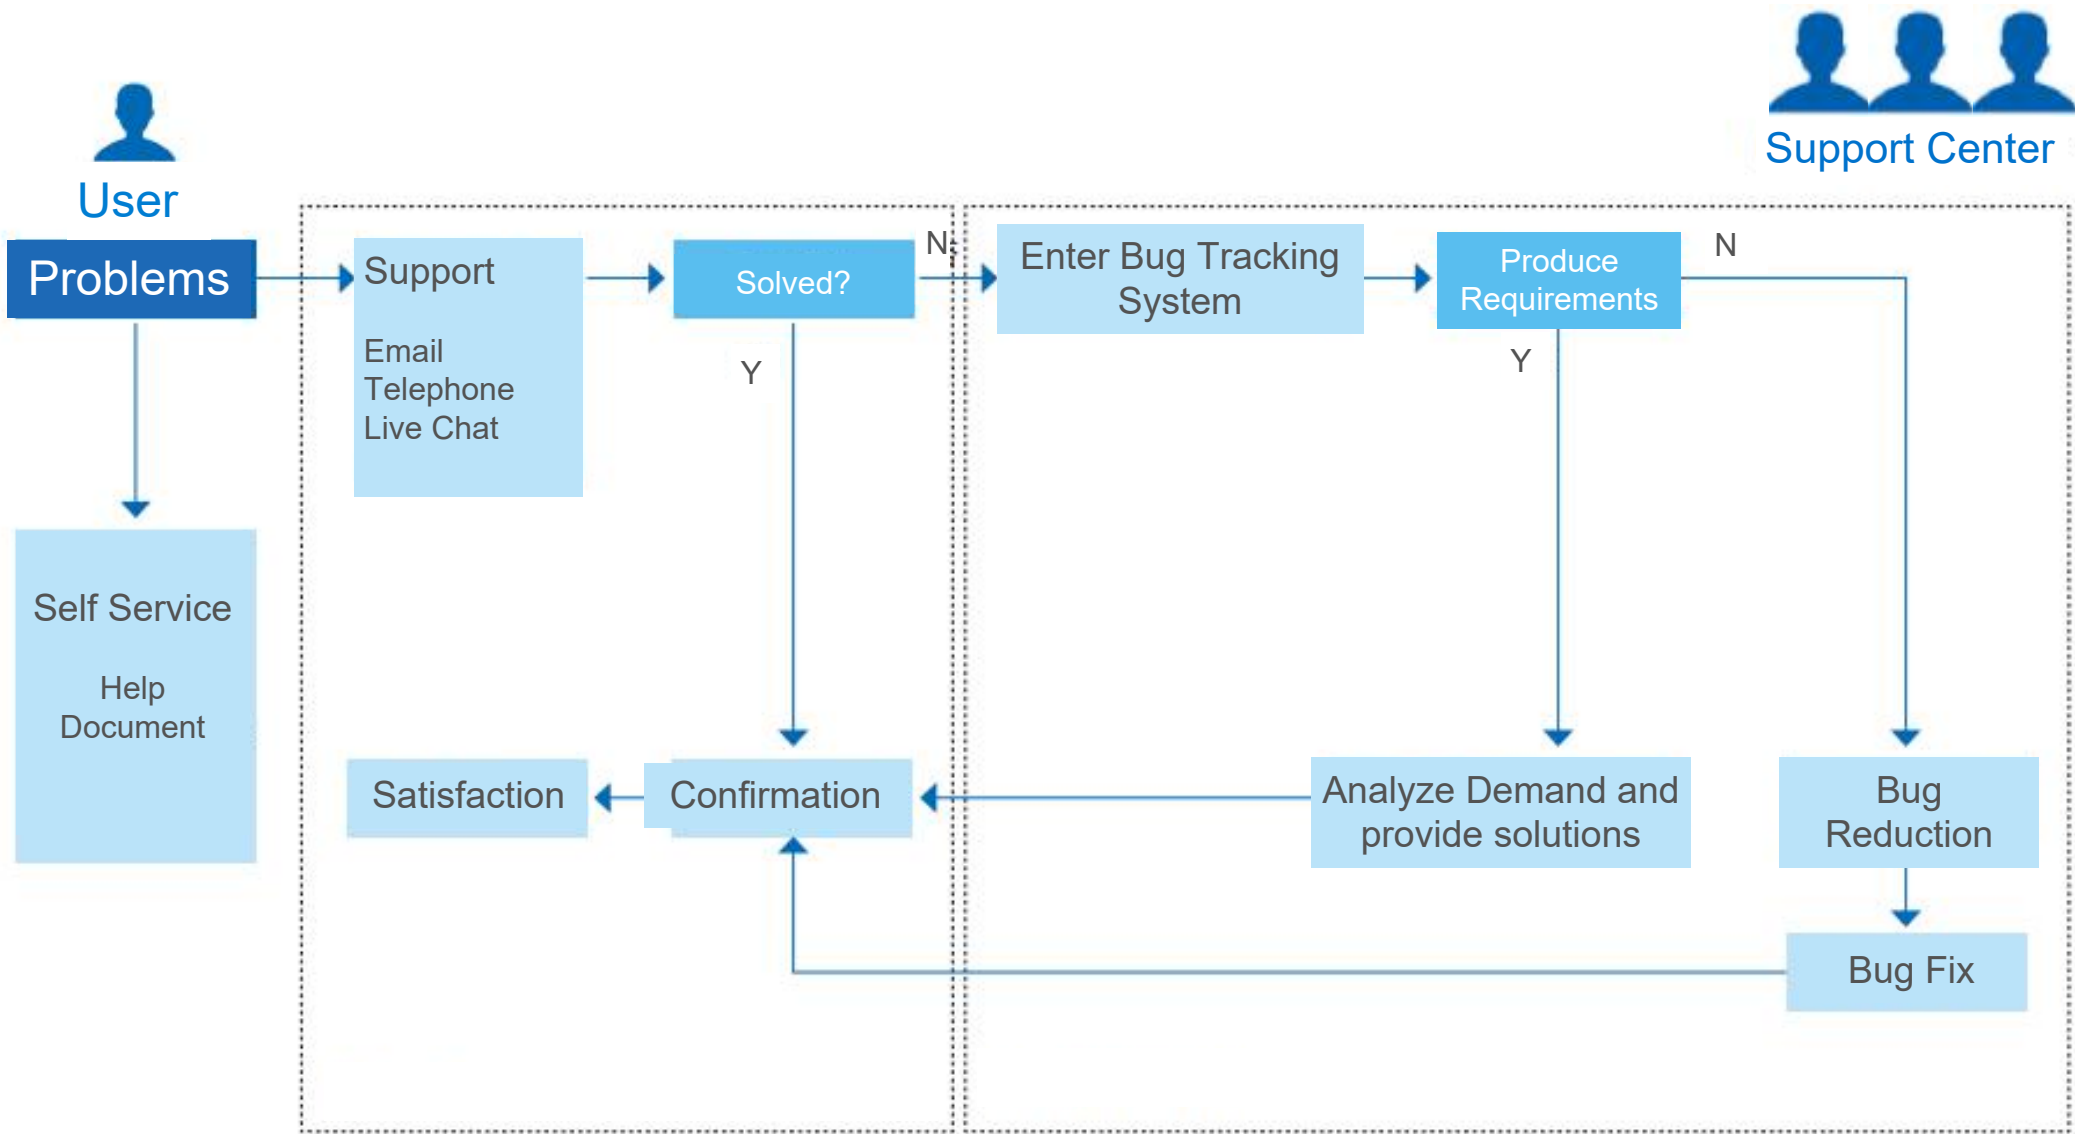 Support Center
User
Problems
Support
Email
Telephone
Live Chat
Solved?
N
Y
Enter Bug Tracking
System
Produce
Requirements
N
Y
Self Service
Help
Document
Satisfaction
Confirmation
Analyze Demand and
provide solutions
Bug
Reduction
Bug Fix